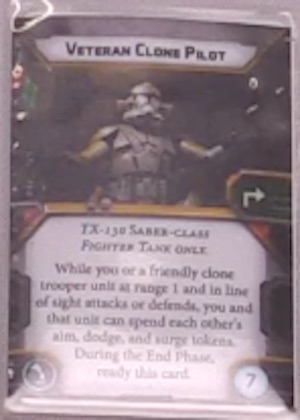 VETERAN CLONE PILOT
TX-130 SABER-CLASS
FIGHTER TANK ONLY.
While you or a friendly clone
trooper unit at range 1 and in line
of sight attacks or defends, you and
that unit can spend each other's
aim, dodge, and surge tokens.
During the End Phase,
ready this card.
7